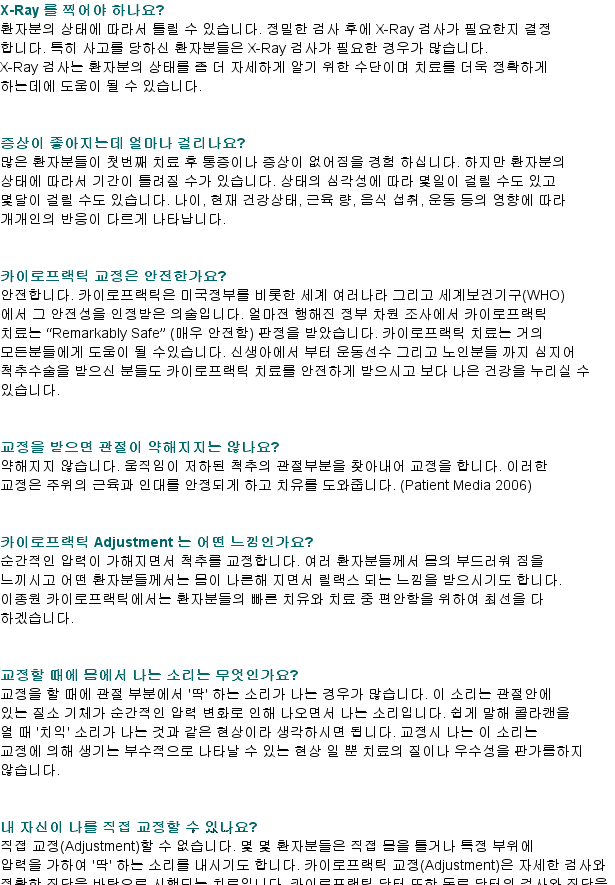 X-Ray 를 찍어야 하나요?
환자분의 상태에 따라서 틀릴 수 있습니다. 정밀한 검사 후에 X-Ray 검사가 필요한지 결정
합니다. 특히 사고를 당하신 환자분들은 X-Ray 검사가 필요한 경우가 많습니다.
X-Ray 검사는 환자분의 상태를 좀 더 자세하게 알기 위한 수단이며 치료를 더욱 정확하게
하는데에 도움이 될 수 있습니다.
증상이 좋아지는데 얼마나 걸리나요?
많은 환자분들이 첫번째 치료 후 통증이나 증상이 없어짐을 경험 하십니다. 하지만 환자분의
상태에 따라서 기간이 틀려질 수가 있습니다. 상태의 심각성에 따라 몇일이 걸릴 수도 있고
몇달이 걸릴 수도 있습니다. 나이, 현재 건강상태, 근육 량, 음식 섭취, 운동 등의 영향에 따라
개개인의 반응이 다르게 나타납니다.
카이로프랙틱 교정은 안전한가요?
안전합니다. 카이로프랙틱은 미국정부를 비롯한 세계 여러나라 그리고 세계보건기구(WHO)
에서 그 안전성을 인정받은 의술입니다. 얼마전 행해진 정부 차원 조사에서 카이로프랙틱
치료는 “Remarkably Safe” (매우 안전함) 판정을 받았습니다. 카이로프랙틱 치료는 거의
모든분들에게 도움이 될 수있습니다. 신생아에서 부터 운동선수 그리고 노인분들 까지 심지어
척추수술을 받으신 분들도 카이로프랙틱 치료를 안전하게 받으시고 보다 나은 건강을 누리실 수
있습니다.
교정을 받으면 관절이 약해지지는 않나요?
약해지지 않습니다. 움직임이 저하된 척추의 관절부분을 찾아내어 교정을 합니다. 이러한
교정은 주위의 근육과 인대를 안정되게 하고 치유를 도와줍니다. (Patient Media 2006)
카이로프랙틱 Adjustment 는 어떤 느낌인가요?
순간적인 압력이 가해지면서 척추를 교정합니다. 여러 환자분들께서 몸의 부드러워 짐을
느끼시고 어떤 환자분들께서는 몸이 나른해 지면서 릴랙스 되는 느낌을 받으시기도 합니다.
이종원 카이로프랙틱에서는 환자분들의 빠른 치유와 치료 중 편안함을 위하여 최선을 다
하겠습니다.
교정할 때에 몸에서 나는 소리는 무엇인가요?
교정을 할 때에 관절 부분에서 '딱' 하는 소리가 나는 경우가 많습니다. 이 소리는 관절안에
있는 질소 기체가 순간적인 압력 변화로 인해 나오면서 나는 소리입니다. 쉽게 말해 콜라캔을
열 때 '치익' 소리가 나는 것과 같은 현상이라 생각하시면 됩니다. 교정시 나는 이 소리는
교정에 의해 생기는 부수적으로 나타날 수 있는 현상 일 뿐 치료의 질이나 우수성을 판가름하지
않습니다.
내 자신이 나를 직접 교정할 수 있나요?
직접 교정(Adjustment)할 수 없습니다. 몇 몇 환자분들은 직접 몸을 틀거나 특정 부위에
압력을 가하여 '딱' 하는 소리를 내시기도 합니다. 카이로프랙틱 교정(Adjustment)은 자세한 검사와
정확한 진단을 바탕으로 시행되는 치료입니다. 카이로프랙틱 닥터 또한 동료 닥터의 검사와 진단을